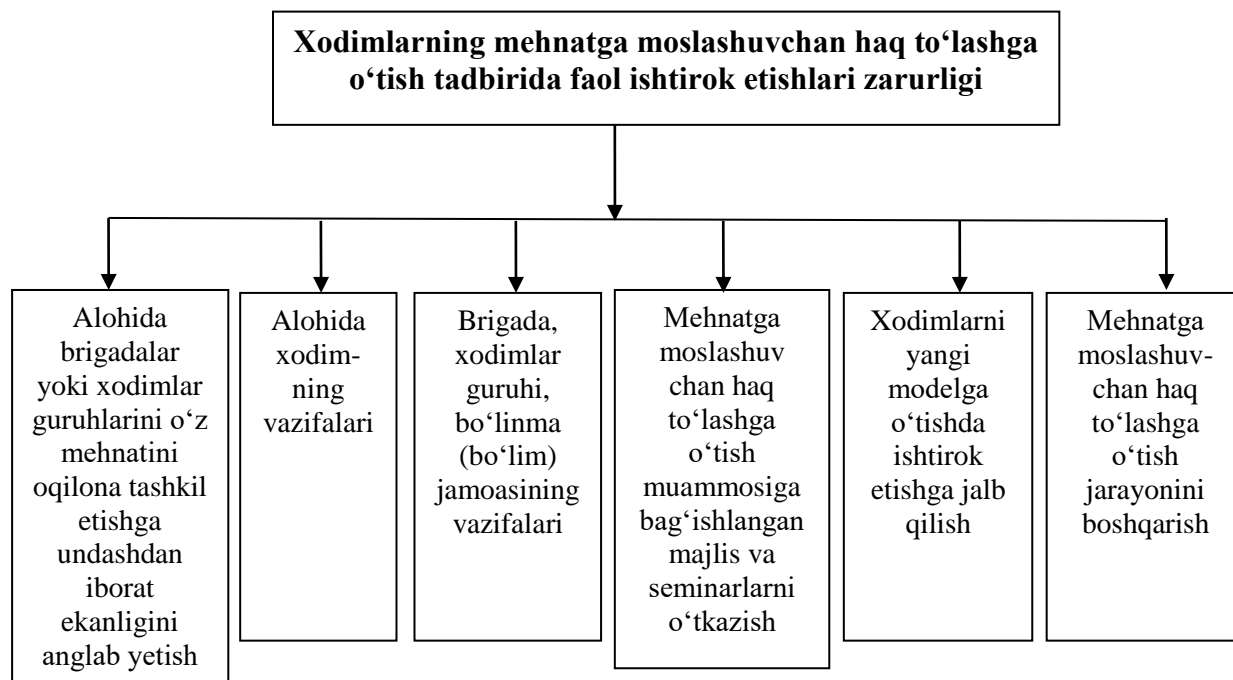 Xodimlarning mehnatga moslashuvchan haq to‘lashga
o‘tish tadbirida faol ishtirok etishlari zarurligi
Alohida
brigadalar
yoki xodimlar
guruhlarini o‘z
mehnatini
oqilona tashkil
etishga
undashdan
iborat
ekanligini
anglab yetish
Alohida
xodim-
ning
vazifalari
Brigada,
xodimlar
guruhi,
bo‘linma
(bo‘lim)
jamoasining
vazifalari
Mehnatga
moslashuv
chan haq
to‘lashga
o‘tish
muammosiga
bag‘ishlangan
majlis va
seminarlarni
o‘tkazish
Xodimlarni
yangi
modelga
o‘tishda
ishtirok
etishga jalb
qilish
Mehnatga
moslashuv-
chan haq
to‘lashga
o‘tish
jarayonini
boshqarish